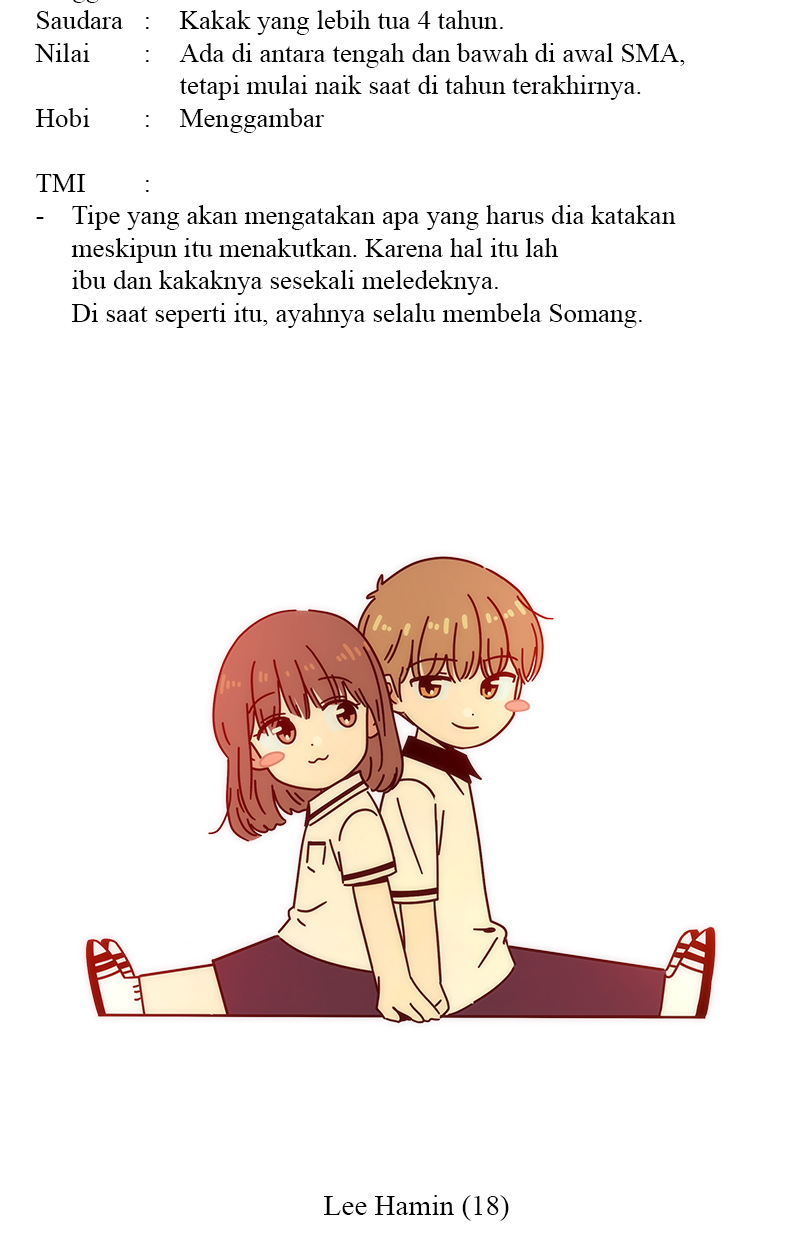 Saudara : Kakak yang lebih tua 4 tahun.
Nilai : Ada di antara tengah dan bawah di awal SMA,
tetapi mulai naik saat di tahun terakhirnya.
Hobi : Menggambar
TMI :
- Tipe yang akan mengatakan apa yang harus dia katakan
meskipun itu menakutkan. Karena hal itu lah
ibu dan kakaknya sesekali meledeknya.
Di saat seperti itu, ayahnya selalu membela Somang.
Lee Hamin (18)